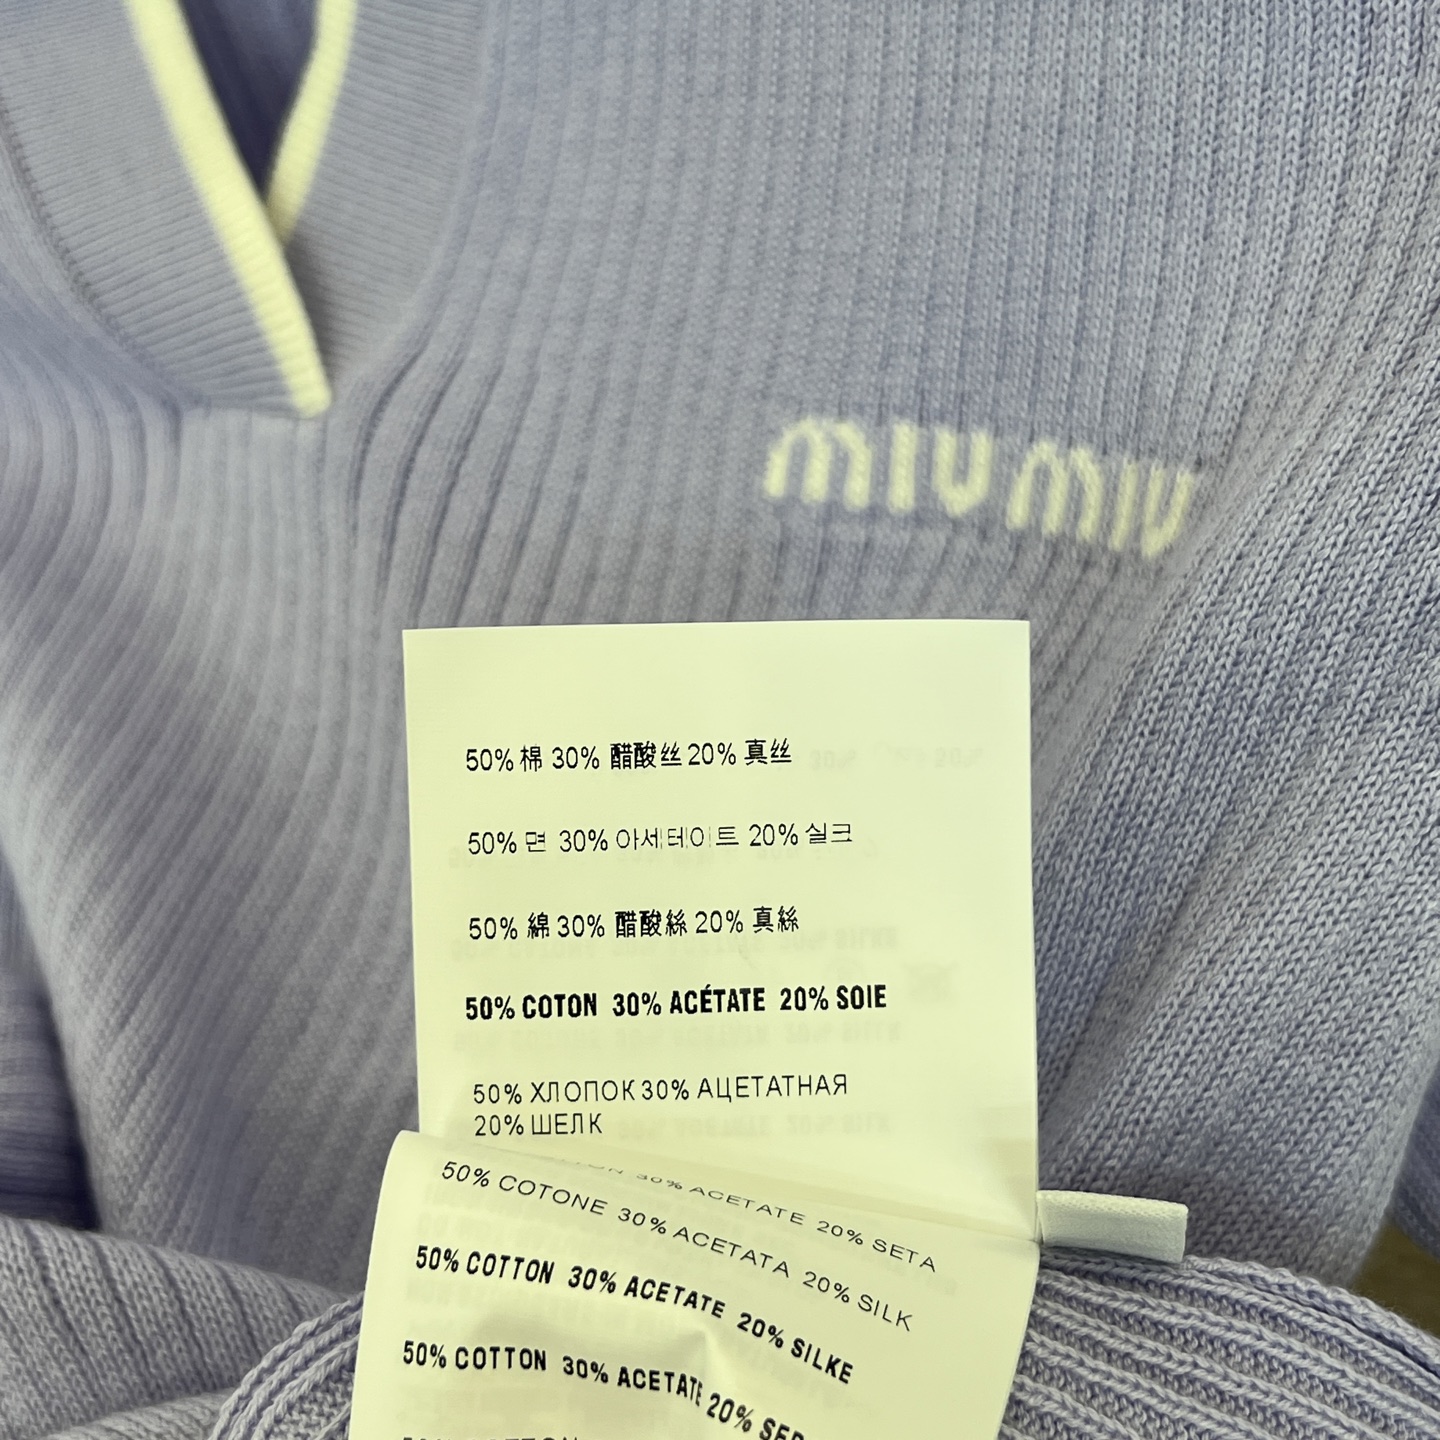 MIU MIU
50% 棉 30% 醋酸丝 20% 真丝
50% 면 30% 아세테이트 20% 실크
50% 綿 30% 醋酸絲 20% 真絲
50% COTON 30% ACÉTATE 20% SOIE
50% ХЛОПОК 30% АЦЕТАТНАЯ
20% ШЕЛК
30% ACETATE 20% SETA
50% COTONE 30% ACETATA 20% SILK
50% COTTON 30% ACETATE 20% SILKE
50% COTTON 30% ACETATE 20%